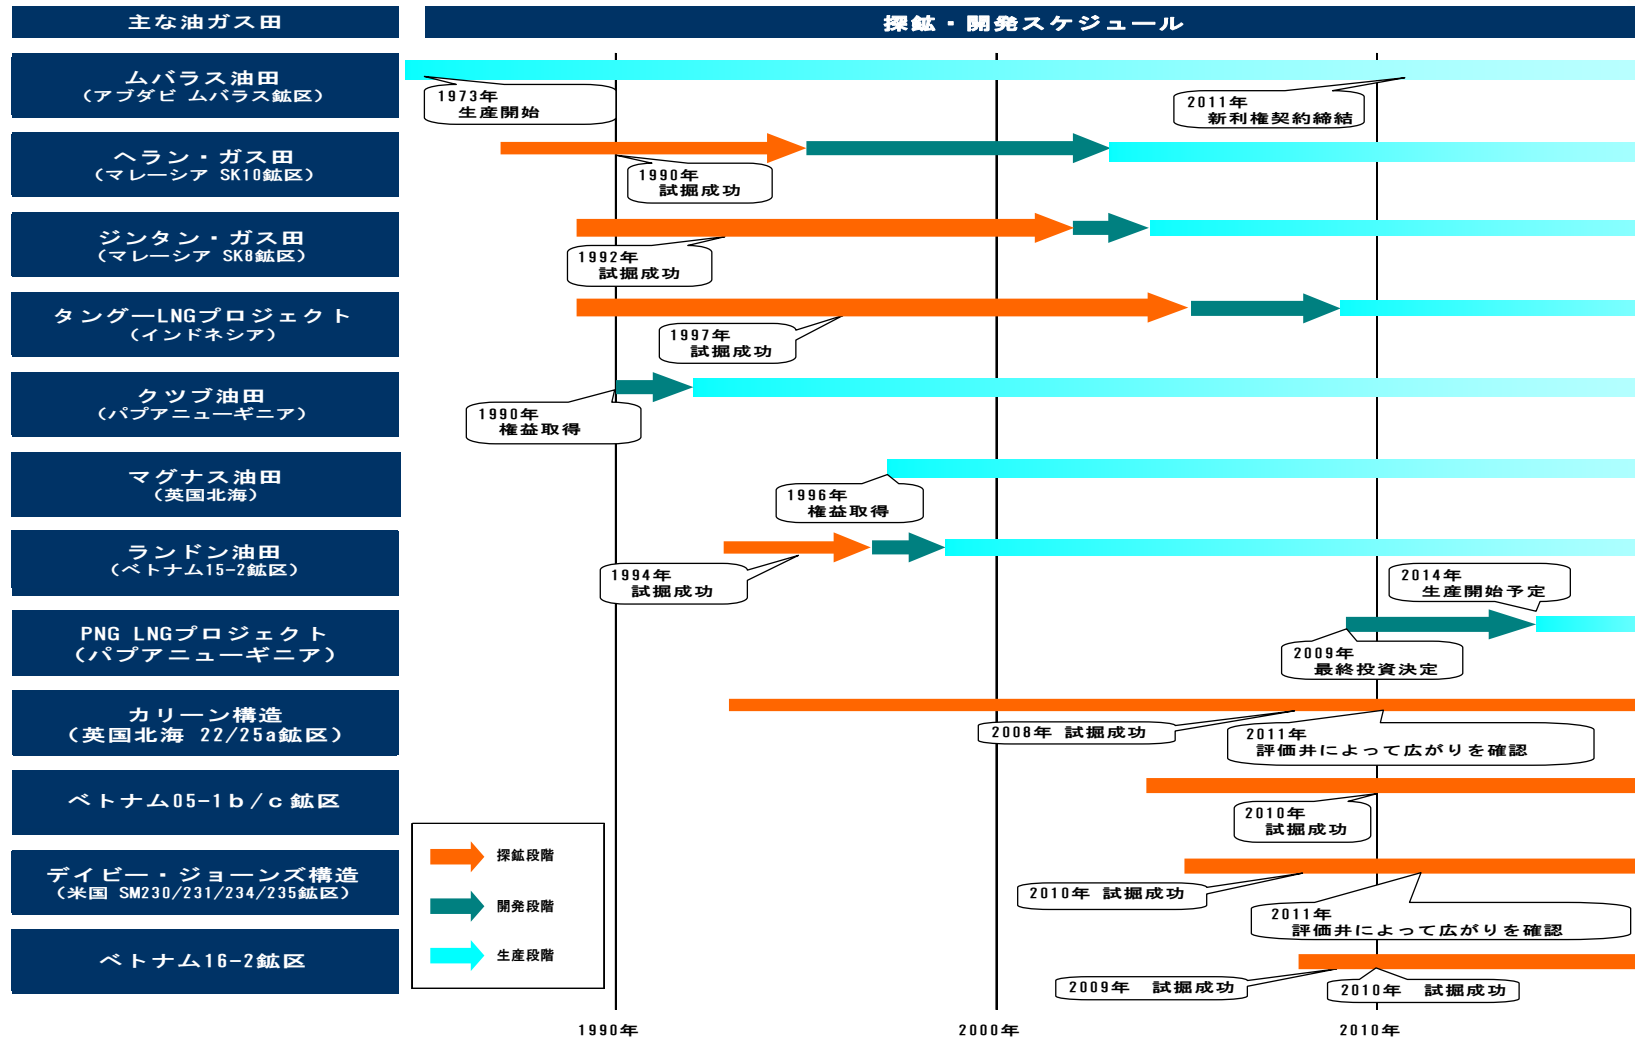 主な油ガス田
探鉱・開発スケジュール
ムバラス油田
（アブダビ ムバラス鉱区）
1973年
生産開始
2011年
新利権契約締結
ヘラン・ガス田
（マレーシア SK10鉱区）
1990年
試掘成功
ジンタン・ガス田
（マレーシア SK8鉱区）
1992年
試掘成功
タングーLNGプロジェクト
（インドネシア）
1997年
試掘成功
クツブ油田
（パプアニューギニア）
1990年
権益取得
マグナス油田
（英国北海）
1996年
権益取得
ランドン油田
（ベトナム15-2鉱区）
1994年
試掘成功
2014年
生産開始予定
PNG LNGプロジェクト
（パプアニューギニア）
2009年
最終投資決定
カリーン構造
（英国北海 22/25a鉱区）
2008年 試掘成功
2011年
評価井によって広がりを確認
ベトナム05-1ｂ/ｃ鉱区
2010年
試掘成功
デイビー・ジョーンズ構造
（米国 SM230/231/234/235鉱区）
2010年 試掘成功
2011年
評価井によって広がりを確認
ベトナム16-2鉱区
2009年 試掘成功
2010年 試掘成功
探鉱段階
開発段階
生産段階
1990年
2000年
2010年